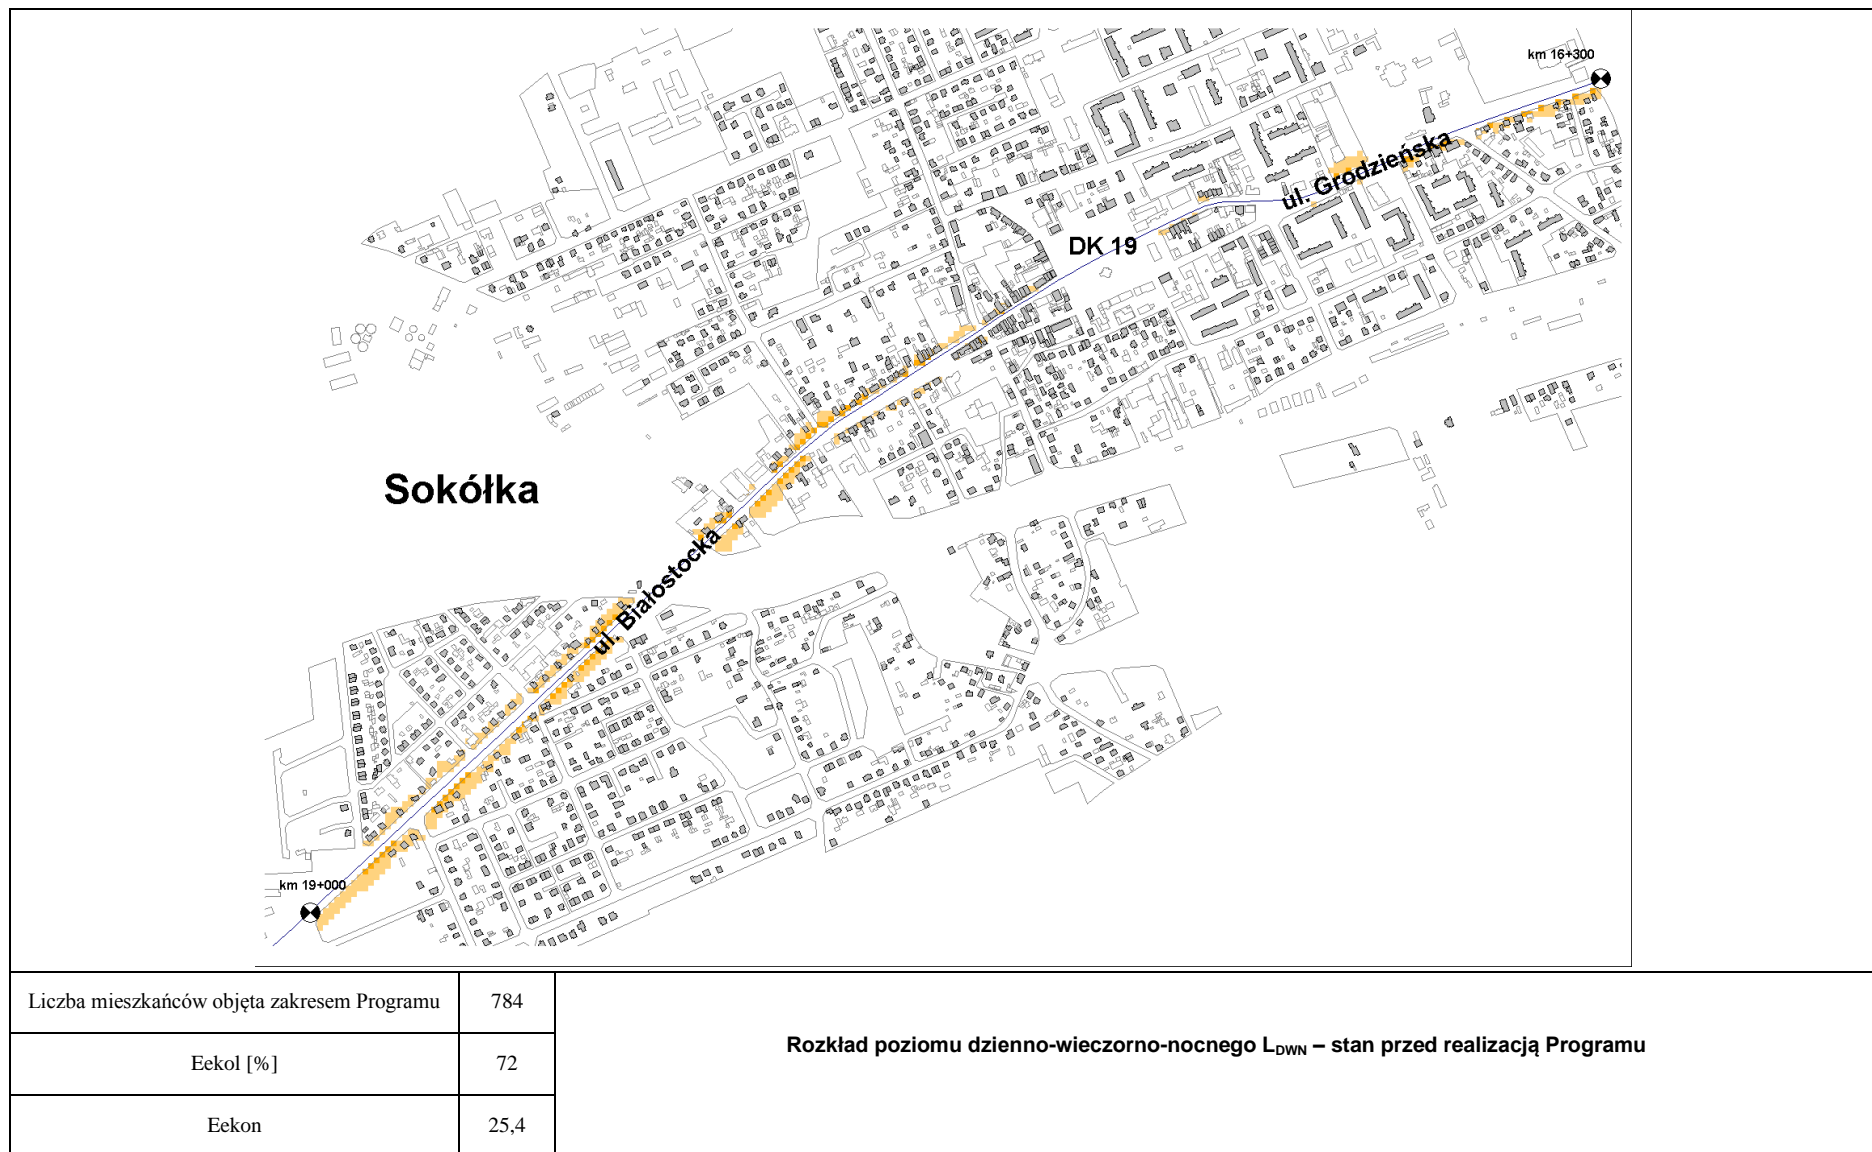 km 16+300
ul. Grodzieńska
DK 19
Sokółka
ul. Białostocka
km 19+000
Liczba mieszkańców objęta zakresem Programu 784
Eekol [%] 72
Eekon 25,4
Rozkład poziomu dzienno-wieczorno-nocnego LDWN – stan przed realizacją Programu